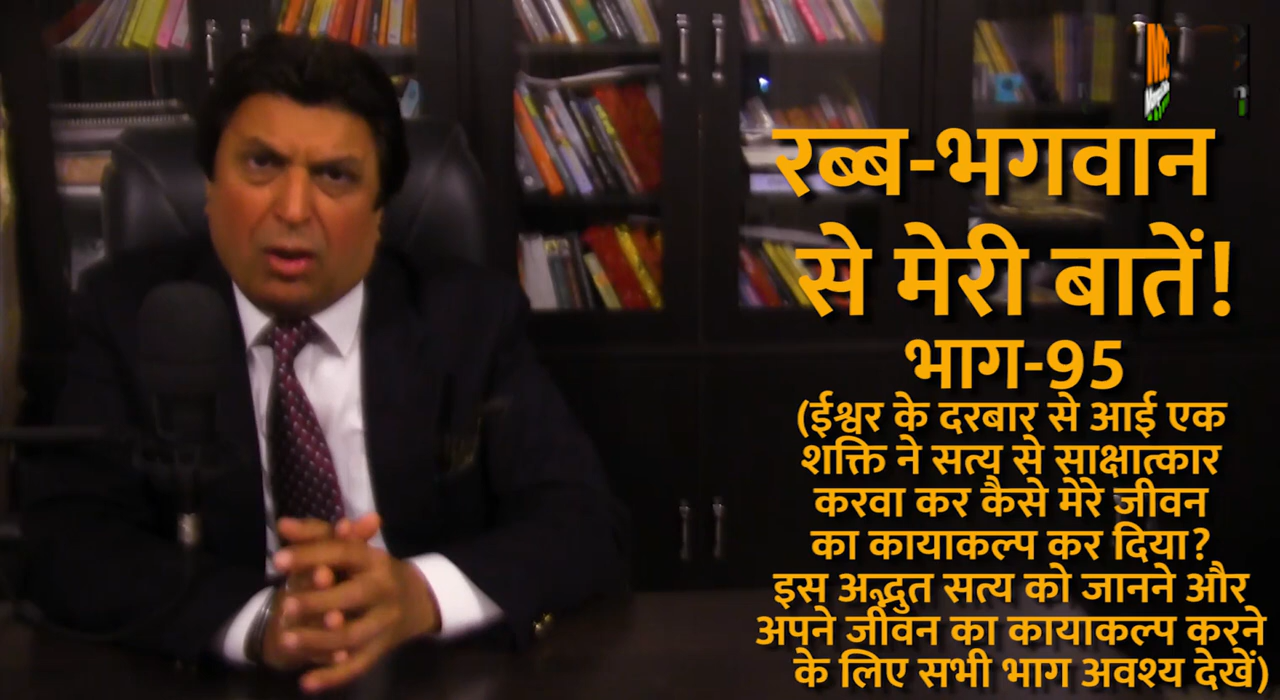 रब्ब-भगवान
से मेरी बातें!
भाग-95
(ईश्वर के दरबार से आई एक
शक्ति ने सत्य से साक्षात्कार
करवा कर कैसे मेरे जीवन
का कायाकल्प कर दिया?
इस अद्भुत सत्य को जानने और
अपने जीवन का कायाकल्प करने
के लिए सभी भाग अवश्य देखें)